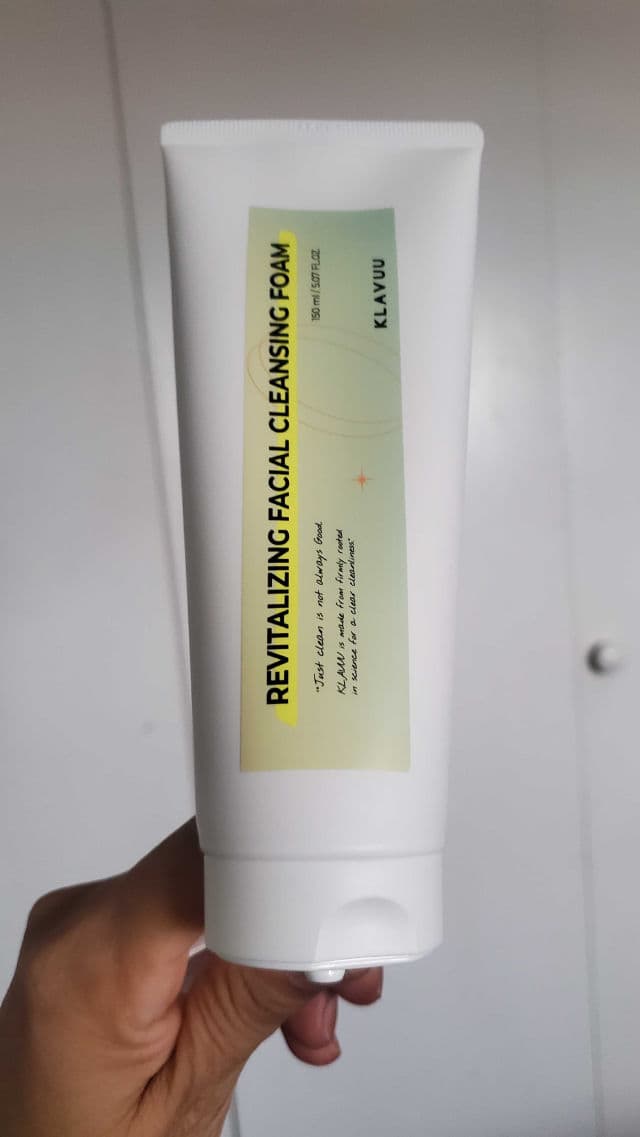 REVITALIZING FACIAL CLEANSING FOAM
"Just clean is not always Good.
KLAVUU is made from firmly rooted
in science for a clear cleanliness"
150 ml / 5.07 FL.OZ.
KLAVUU